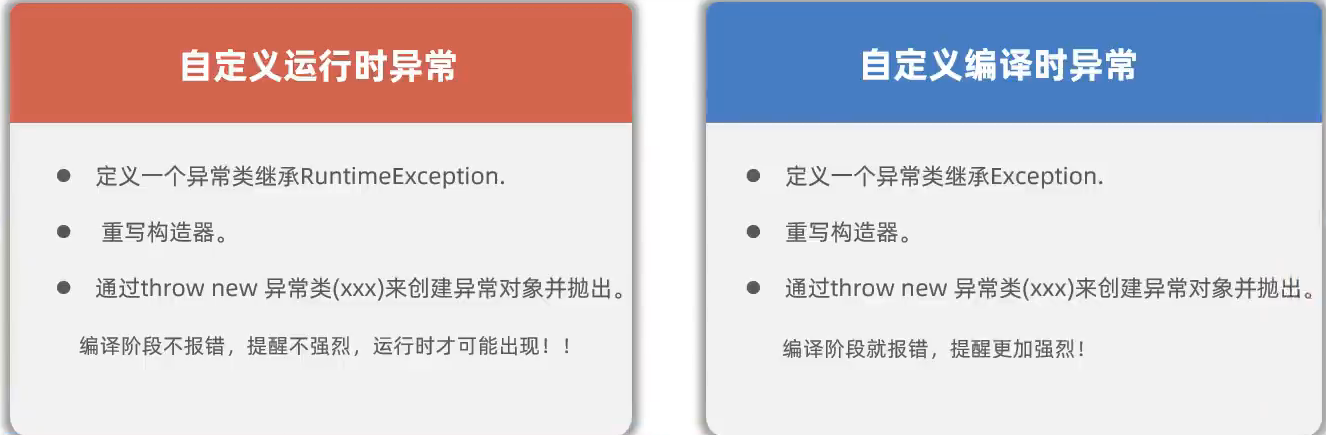 自定义运行时异常
● 定义一个异常类继承RuntimeException.
● 重写构造器。
● 通过throw new 异常类(xxx)来创建异常对象并抛出。
编译阶段不报错，提醒不强烈，运行时才可能出现！！
自定义编译时异常
● 定义一个异常类继承Exception.
● 重写构造器。
● 通过throw new 异常类(xxx)来创建异常对象并抛出。
编译阶段就报错，提醒更加强烈！